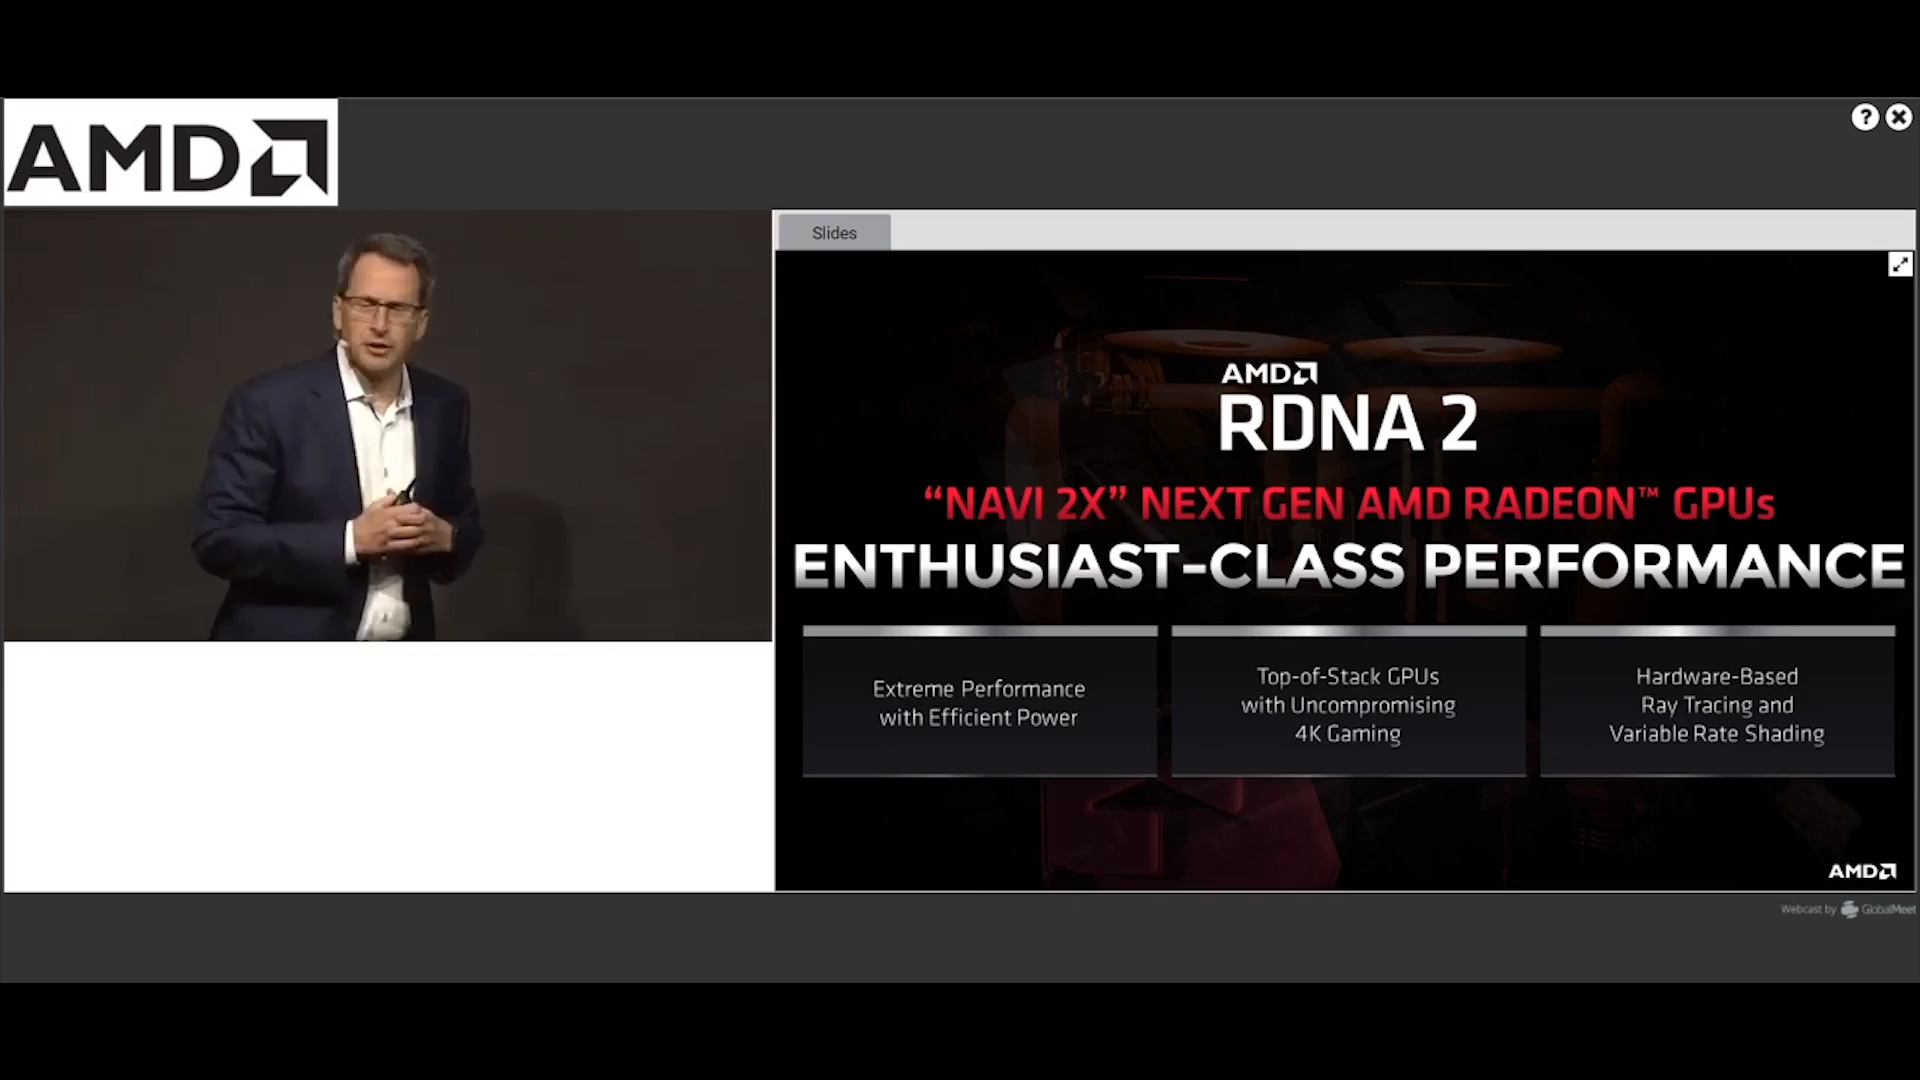 AMD
Slides
AMD
RDNA 2
“NAVI 2X” NEXT GEN AMD RADEON™ GPUs
ENTHUSIAST-CLASS PERFORMANCE
Extreme Performance
with Efficient Power
Top-of-Stack GPUs
with Uncompromising
4K Gaming
Hardware-Based
Ray Tracing and
Variable Rate Shading
AMD
Webcast by GlobalMeet